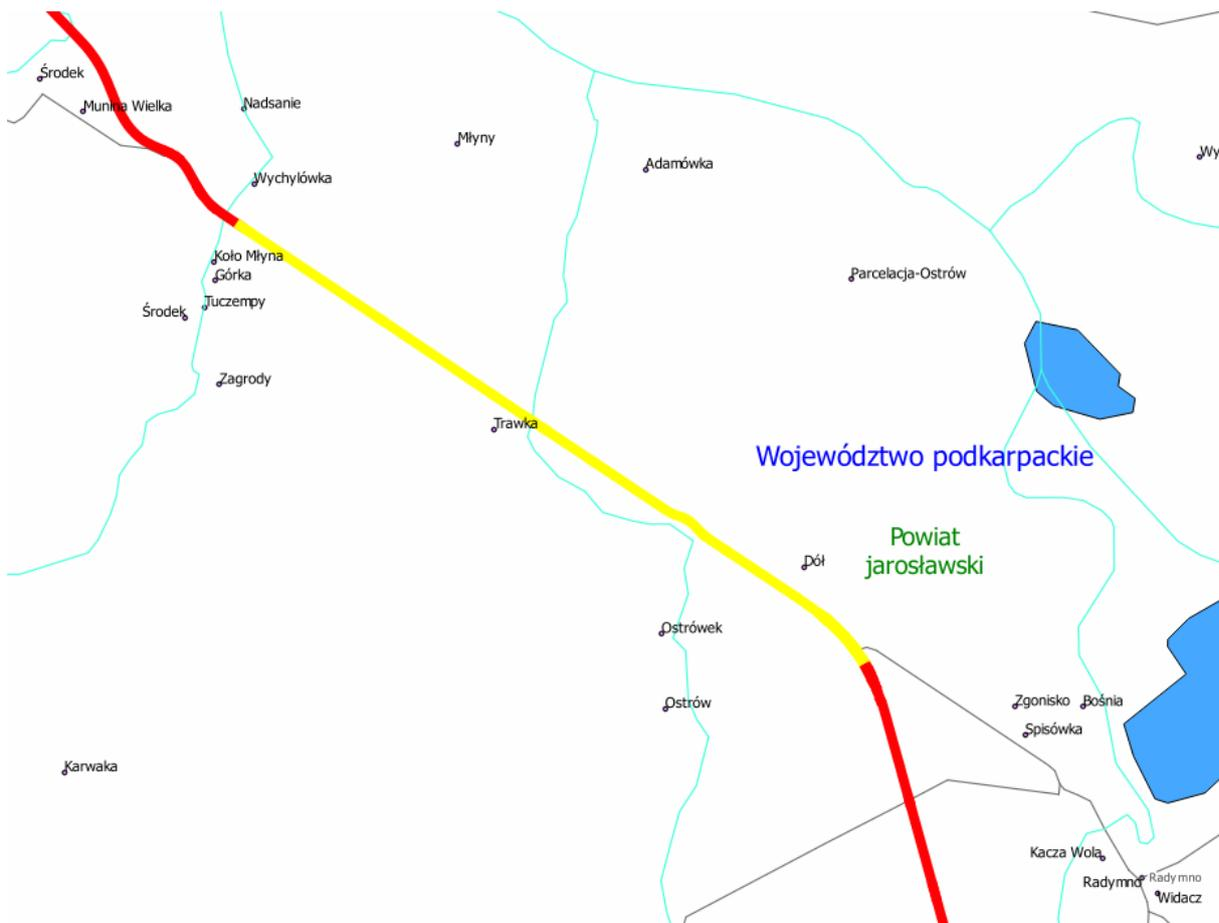 Środek
Munina Wielka
Nadsanie
Młyny
Wy
Adamówka
Wychylówka
Koło Młyna
Górka
Parcelacja-Ostrów
Tuczempy
Środek
Zagrody
Trawka
Województwo podkarpackie
Powiat
jarosławski
Dół
Ostrówek
Ostrów
Zgonisko
Bośnia
Spisówka
Karwaka
Kacza Wola
Radymno
Radymno
Widacz